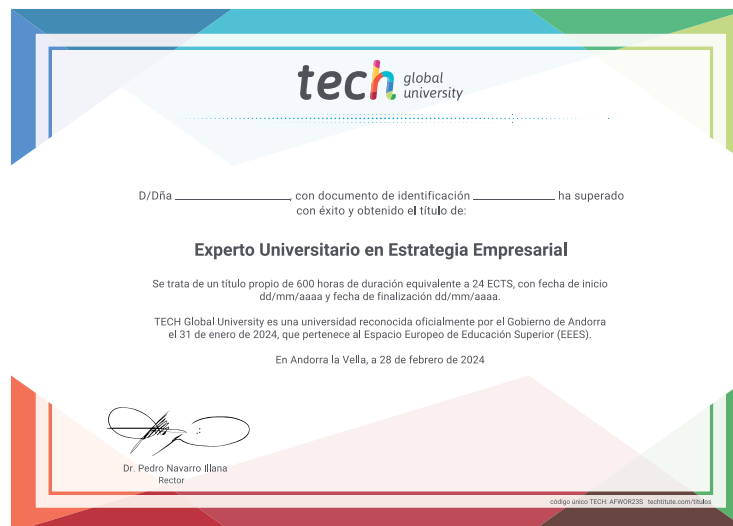 tech global university
D/Dña ____________________, con documento de identificación ______________ ha superado
con éxito y obtenido el título de:
Experto Universitario en Estrategia Empresarial
Se trata de un título propio de 600 horas de duración equivalente a 24 ECTS, con fecha de inicio
dd/mm/aaaa y fecha de finalización dd/mm/aaaa.
TECH Global University es una universidad reconocida oficialmente por el Gobierno de Andorra
el 31 de enero de 2024, que pertenece al Espacio Europeo de Educación Superior (EEES).
En Andorra la Vella, a 28 de febrero de 2024
Dr. Pedro Navarro Illana
Rector
código único TECH: AFWOR23S techtitute.com/titulos